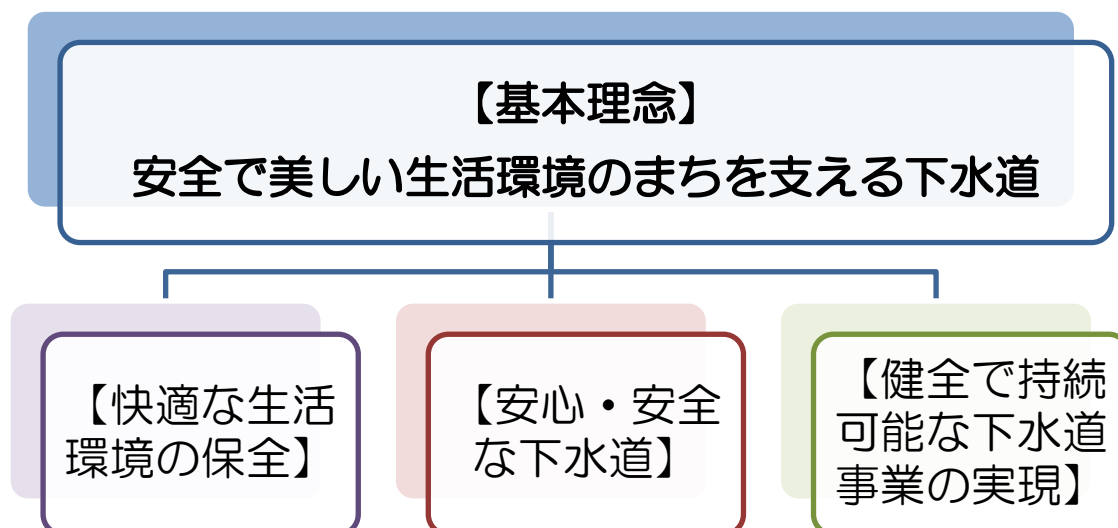 【基本理念】
安全で美しい生活環境のまちを支える下水道
【快適な生活
環境の保全】
【安心・安全
な下水道】
【健全で持続
可能な下水道
事業の実現】